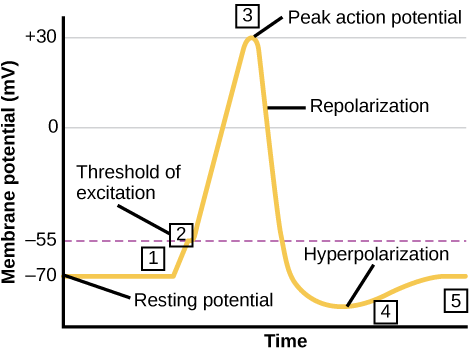 3
Peak action potential
+30
Repolarization
0
Threshold of
excitation
2
–55
1
Hyperpolarization
–70
Resting potential
4
5
Membrane potential (mV)
Time